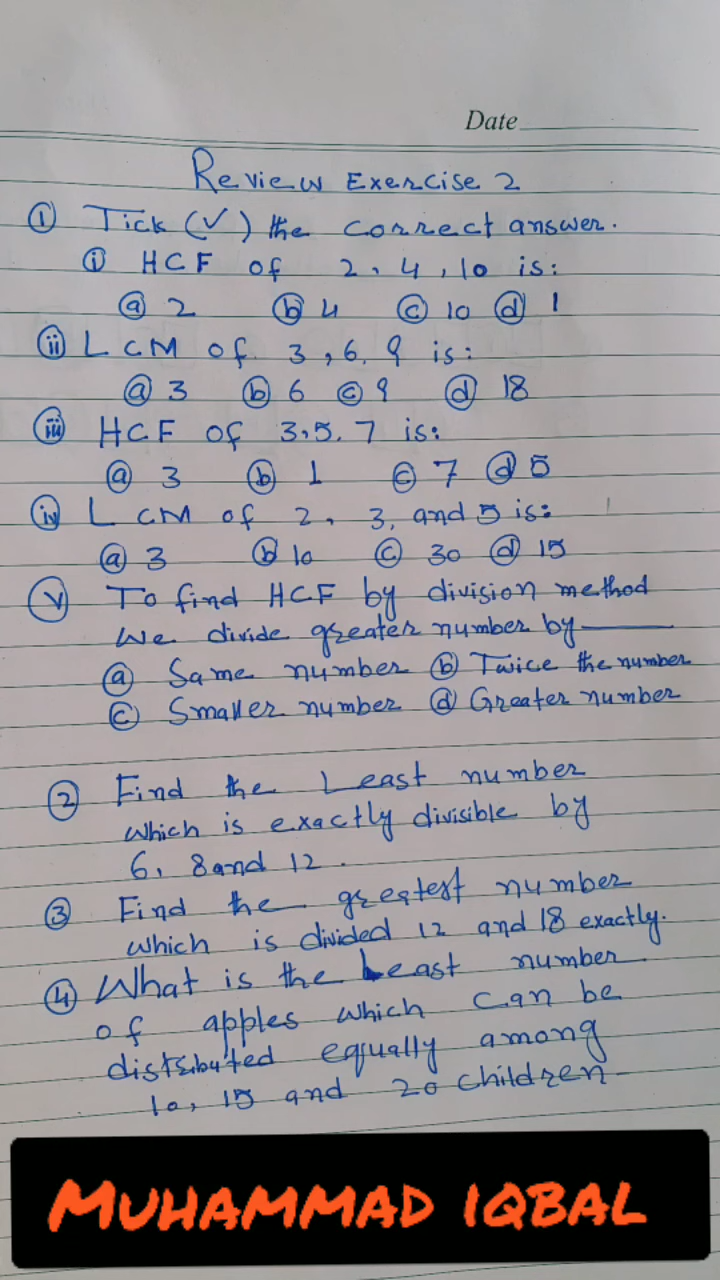 Date
Review Exercise 2
① Tick (✓) the correct answer.
ⓘ HCF of 2, 4, 10 is:
ⓐ 2 ⓑ 4 ⓒ 10 ⓓ 1
ⓘⓘ LCM of 3, 6, 9 is:
ⓐ 3 ⓑ 6 ⓒ 9 ⓓ 18
ⓘⓘⓘ HCF of 3, 5, 7 is:
ⓐ 3 ⓑ 1 ⓒ 7 ⓓ 5
ⓘⓥ LCM of 2, 3, and 5 is:
ⓐ 3 ⓑ 10 ⓒ 30 ⓓ 15
ⓥ To find HCF by division method
We divide greater number by
ⓐ Same number ⓑ Twice the number
ⓒ Smaller number ⓓ Greater number
② Find the Least number
which is exactly divisible by
6, 8 and 12.
③ Find the greatest number
which is divided 12 and 18 exactly.
④ What is the Least number
of apples which can be
distributed equally among
10, 15 and 20 children
MUHAMMAD IQBAL